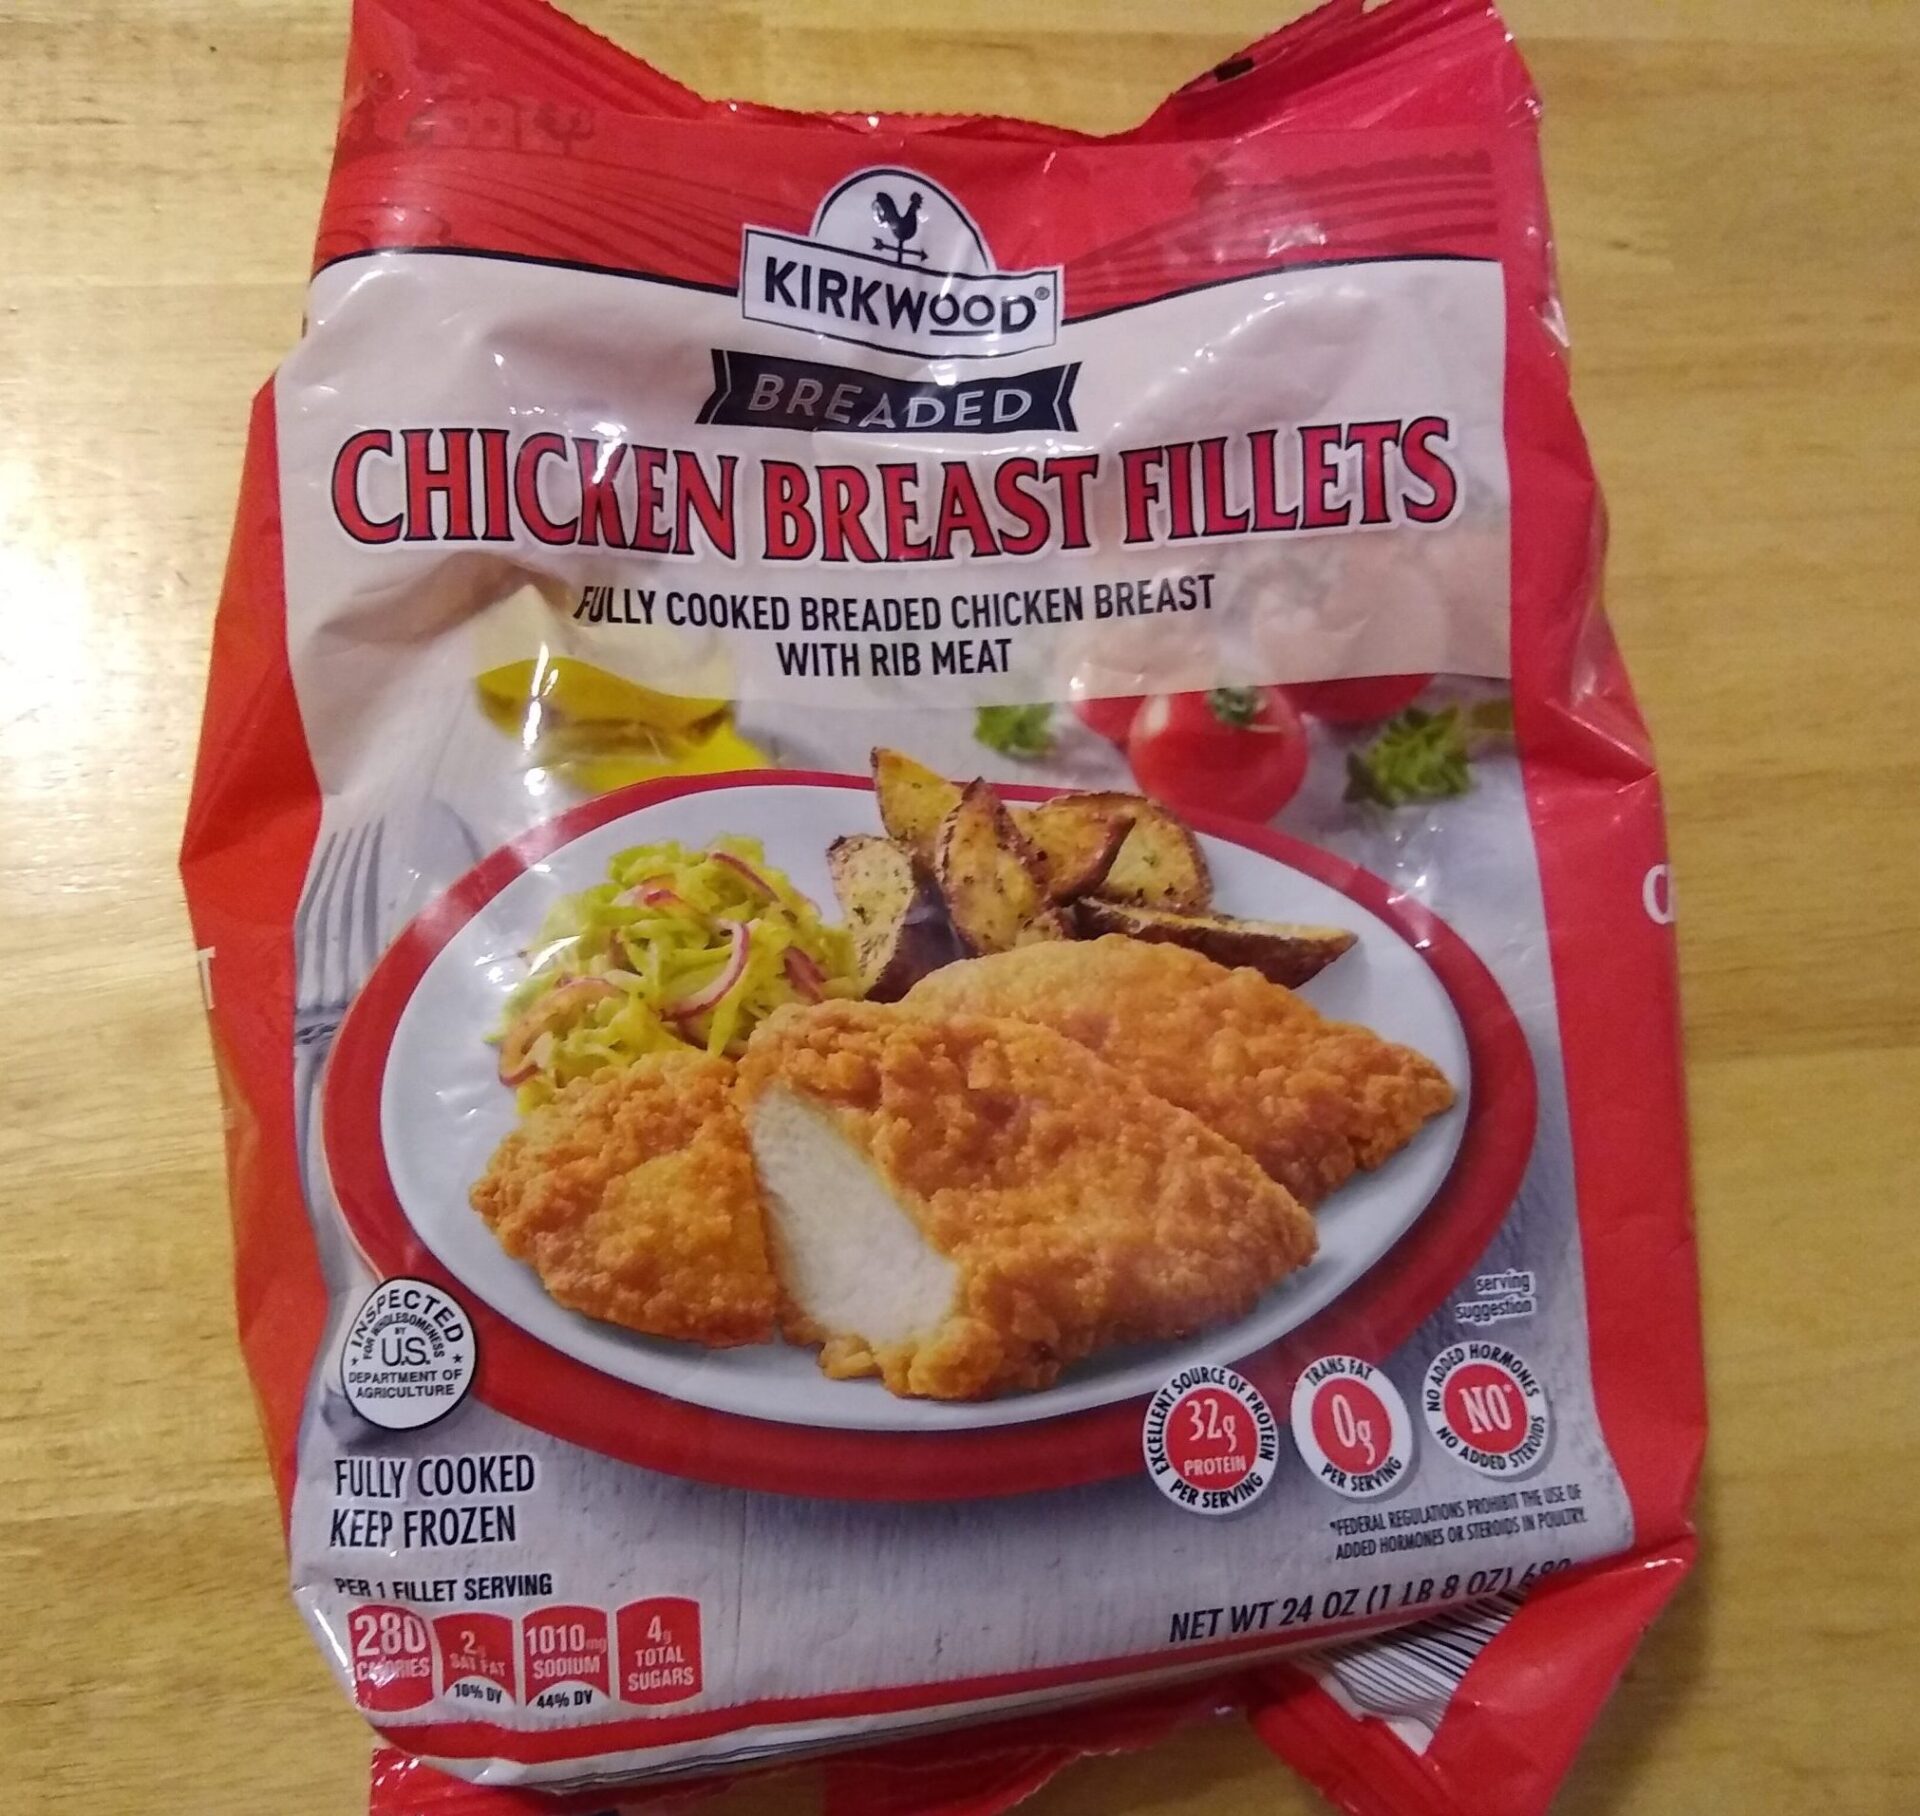 KIRKWOOD®
BREADED
CHICKEN BREAST FILLETS
FULLY COOKED BREADED CHICKEN BREAST
WITH RIB MEAT
serving
suggestion
INSPECTED
FOR WHOLESOMENESS
BY
U.S.
DEPARTMENT OF
AGRICULTURE
EXCELLENT SOURCE OF PROTEIN
32g
PROTEIN
PER SERVING
TRANS FAT
0g
PER SERVING
NO ADDED HORMONES
NO*
NO ADDED STEROIDS
FULLY COOKED
KEEP FROZEN
*FEDERAL REGULATIONS PROHIBIT THE USE OF
ADDED HORMONES OR STEROIDS IN POULTRY.
PER 1 FILLET SERVING
280
CALORIES
2g
SAT FAT
10% DV
1010mg
SODIUM
44% DV
4g
TOTAL
SUGARS
NET WT 24 OZ (1 LB 8 OZ)